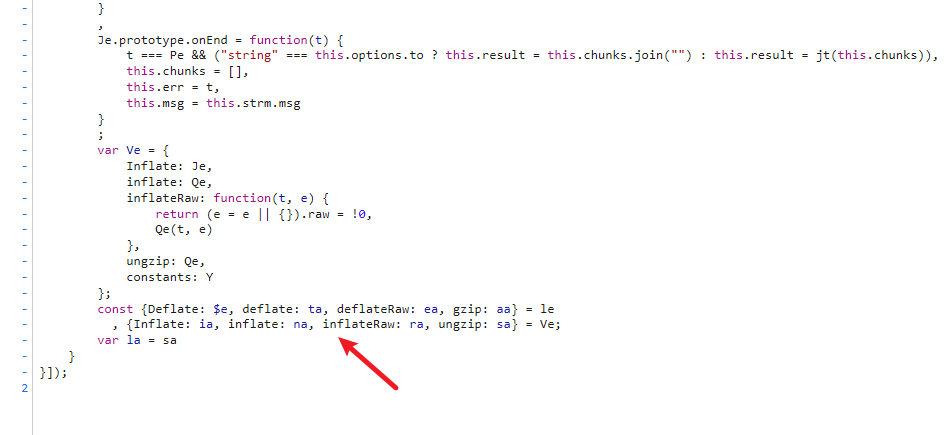 -         }
-         ,
-         Je.prototype.onEnd = function(t) {
-             t === Pe && ("string" === this.options.to ? this.result = this.chunks.join("") : this.result = jt(this.chunks)),
-             this.chunks = [],
-             this.err = t,
-             this.msg = this.strm.msg
-         }
-         ;
-         var Ve = {
-             Inflate: Je,
-             inflate: Qe,
-             inflateRaw: function(t, e) {
-                 return (e = e || {}).raw = !0,
-                 Qe(t, e)
-             },
-             ungzip: Qe,
-             constants: Y
-         };
-         const {Deflate: $e, deflate: ta, deflateRaw: ea, gzip: aa} = le
-           , {Inflate: ia, inflate: na, inflateRaw: ra, ungzip: sa} = Ve;
-         var la = sa
-     }
- }]);
2